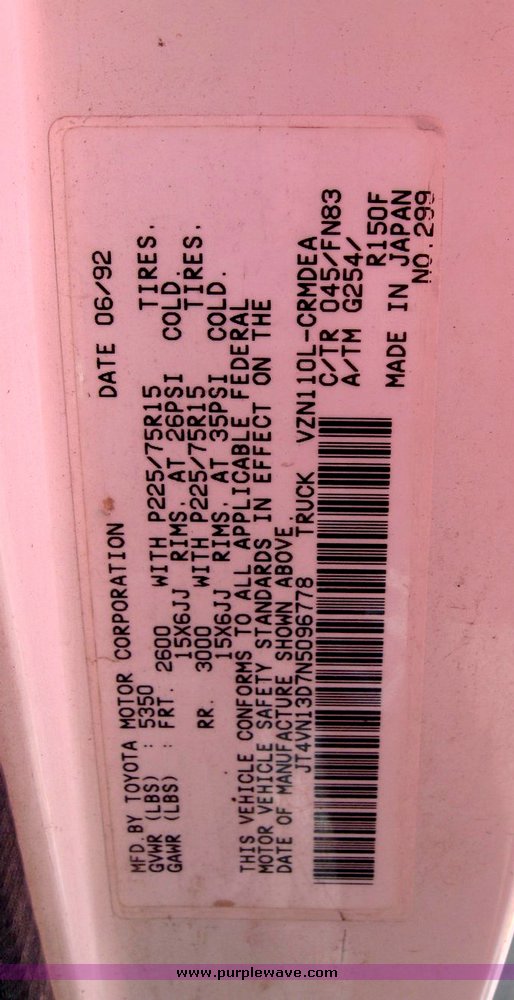 MFD. BY TOYOTA MOTOR CORPORATION DATE 06/92
GVWR (LBS) : 5350
GAWR (LBS) : FRT. 2600 WITH P225/75R15 TIRES.
15X6JJ RIMS. AT 26PSI COLD.
RR. 3000 WITH P225/75R15 TIRES.
15X6JJ RIMS. AT 35PSI COLD.
THIS VEHICLE CONFORMS TO ALL APPLICABLE FEDERAL
MOTOR VEHICLE SAFETY STANDARDS IN EFFECT ON THE
DATE OF MANUFACTURE SHOWN ABOVE.
JT4VN13D7N5096778 TRUCK VZN110L-CRMDEA
C/TR 045/FN83
A/TM G254/
R150F
MADE IN JAPAN
NO.299
www.purplewave.com